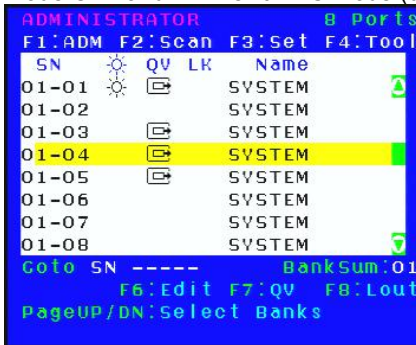 ADMINISTRATOR 8 Ports
F1:ADM F2:Scan F3:Set F4:Tool
SN QV LK Name
01-01 SYSTEM
01-02 SYSTEM
01-03 SYSTEM
01-04 SYSTEM
01-05 SYSTEM
01-06 SYSTEM
01-07 SYSTEM
01-08 SYSTEM
Goto SN ----- BankSum:01
F6:Edit F7:QV F8:Lout
PageUP/DN:Select Banks